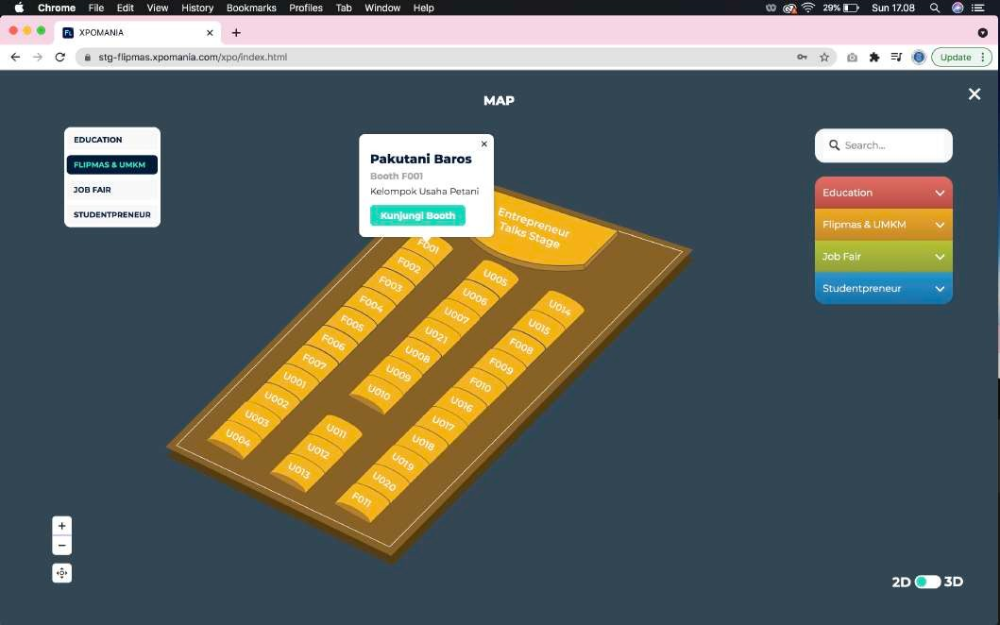 Chrome File Edit View History Bookmarks Profiles Tab Window Help
29% Sun 17.08
FL XPOMANIA
stg-flipmas.xpomania.com/xpo/index.html
Update
MAP
EDUCATION
FLIPMAS & UMKM
JOB FAIR
STUDENTPREUNER
Pakutani Baros
Booth F001
Kelempok Usaha Petani
Kunjungi Booth
Search...
Education
Flipmas & UMKM
Job Fair
Studentpreuner
Entrepreneur
Talks Stage
F001
F002
F003
F004
F005
F006
F007
U001
U002
U003
U004
U005
U006
U007
U021
U008
U009
U010
U011
U012
U013
U014
U015
F008
F009
F010
U016
U017
U018
U019
U020
F011
+
−
2D 3D